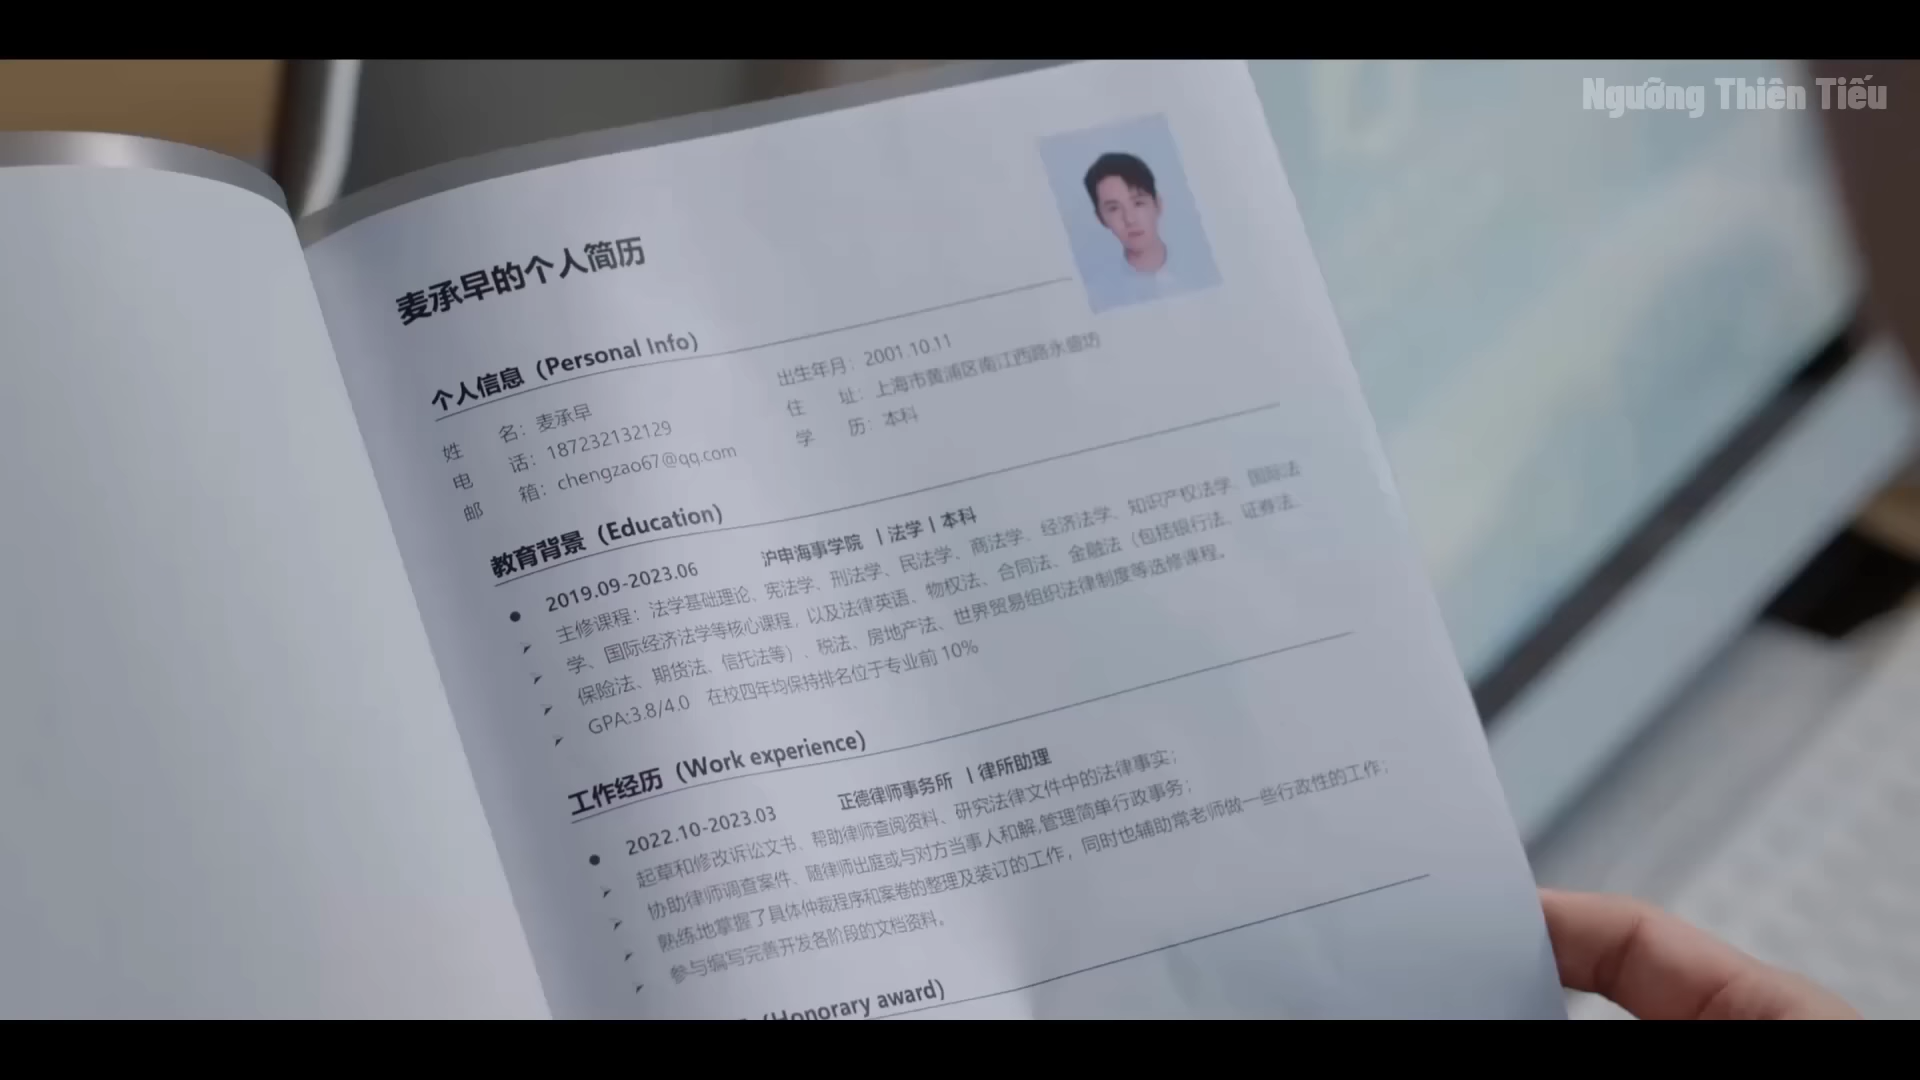 Ngưỡng Thiên Tiếu
麦承早的个人简历
个人信息（Personal Info）
姓 名：麦承早
出生年月：2001.10.11
电 话：187232132129
住 址：上海市黄浦区南江西路永盛坊
邮 箱：chengzao67@qq.com
学 历：本科
教育背景（Education）
2019.09-2023.06 沪申海事学院 | 法学 | 本科
主修课程：法学基础理论、宪法学、刑法学、民法学、商法学、经济法学、知识产权法学、国际法
学、国际经济法学等核心课程，以及法律英语、物权法、合同法、金融法（包括银行法、证券法、
保险法、期货法、信托法等）、税法、房地产法、世界贸易组织法律制度等选修课程。
GPA:3.8/4.0 在校四年均保持排名位于专业前 10%
工作经历（Work experience）
2022.10-2023.03 正德律师事务所 | 律所助理
起草和修改诉讼文书、帮助律师查阅资料、研究法律文件中的法律事实；
协助律师调查案件、随律师出庭或与对方当事人和解,管理简单行政事务；
熟练地掌握了具体仲裁程序和案卷的整理及装订的工作，同时也辅助常老师做一些行政性的工作；
参与编写完善开发各阶段的文档资料。
（Honorary award）